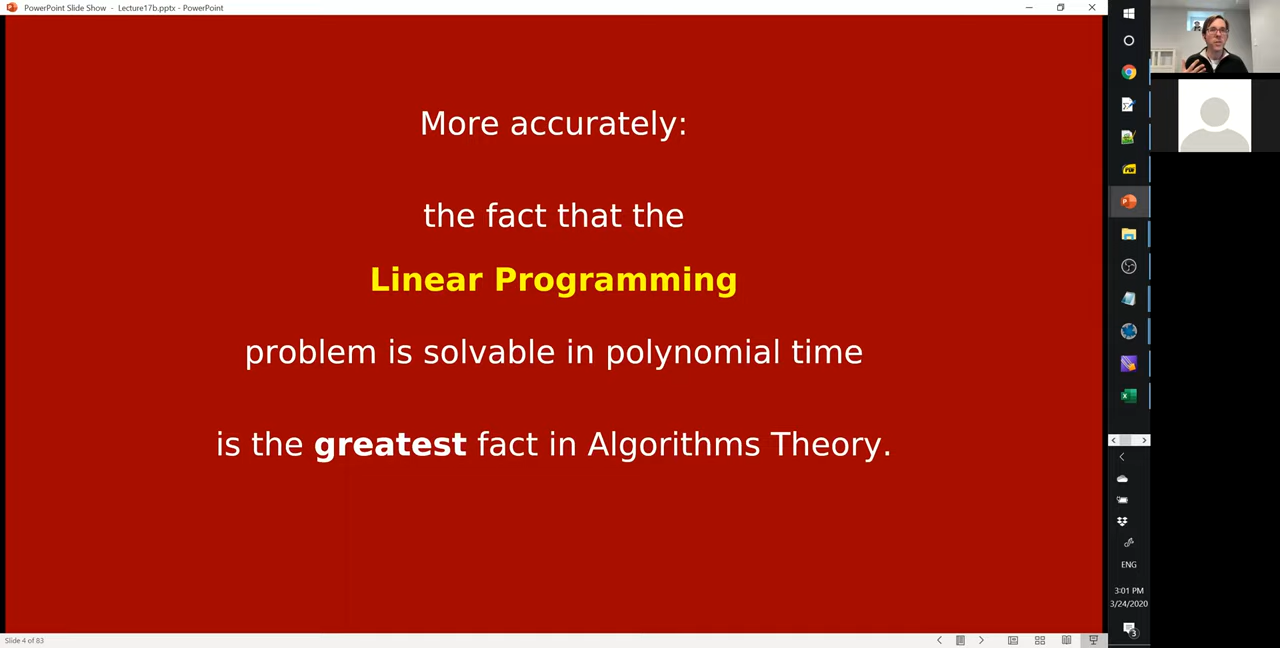 PowerPoint Slide Show - Lecture17b.pptx - PowerPoint
More accurately:
the fact that the
Linear Programming
problem is solvable in polynomial time
is the greatest fact in Algorithms Theory.
ENG
3:01 PM
3/24/2020
3
Slide 4 of 83